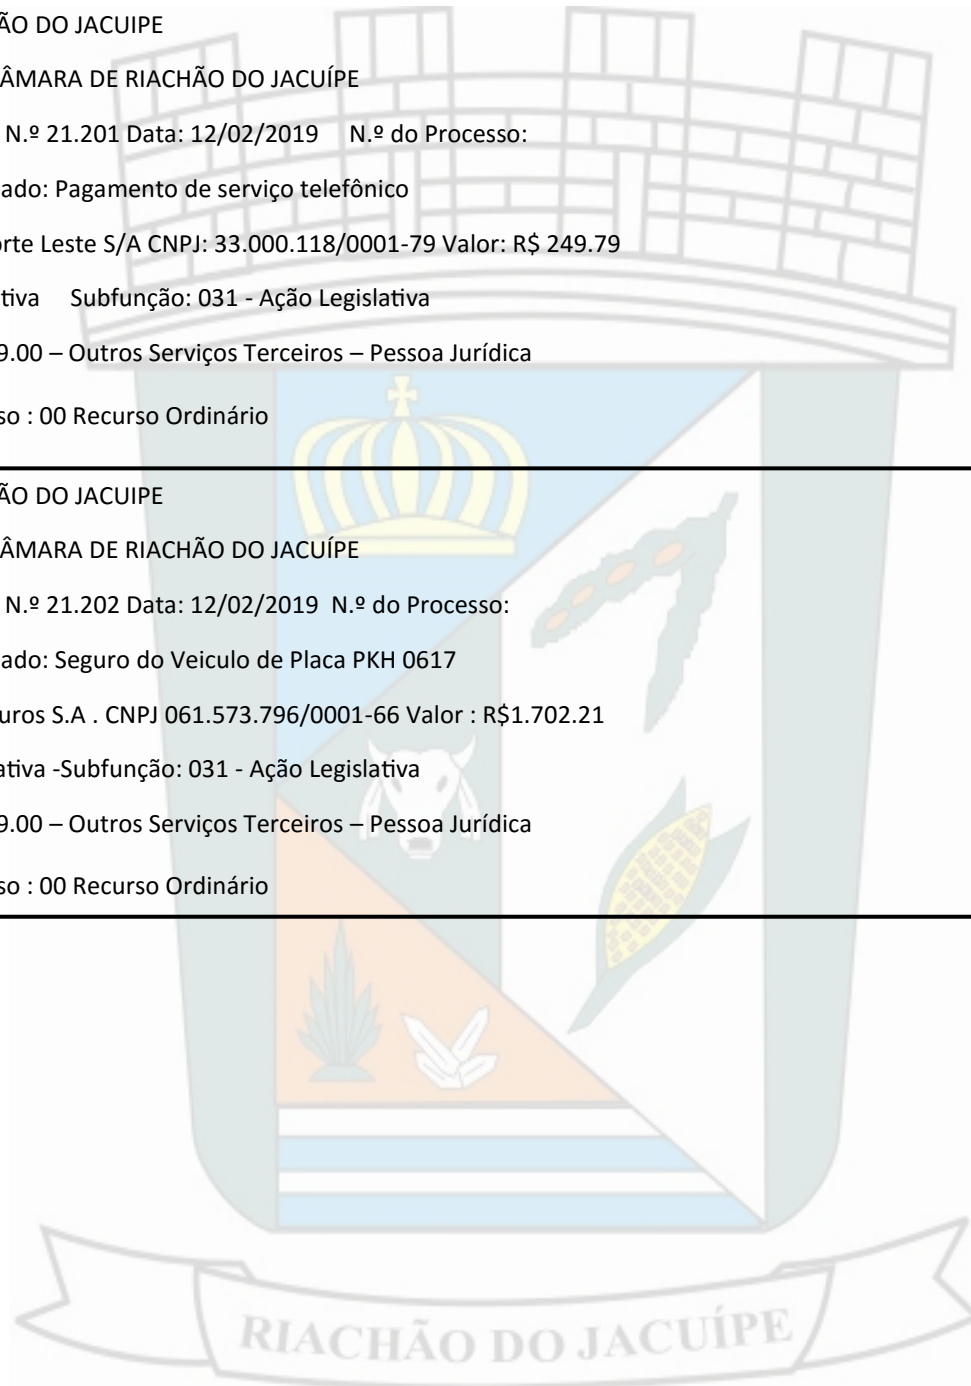 ÃO DO JACUIPE
ÂMARA DE RIACHÃO DO JACUÍPE
N.º 21.201 Data: 12/02/2019 N.º do Processo:
ado: Pagamento de serviço telefônico
orte Leste S/A CNPJ: 33.000.118/0001-79 Valor: R$ 249.79
tiva Subfunção: 031 - Ação Legislativa
9.00 – Outros Serviços Terceiros – Pessoa Jurídica
so : 00 Recurso Ordinário
ÃO DO JACUIPE
ÂMARA DE RIACHÃO DO JACUÍPE
N.º 21.202 Data: 12/02/2019 N.º do Processo:
ado: Seguro do Veiculo de Placa PKH 0617
uros S.A . CNPJ 061.573.796/0001-66 Valor : R$1.702.21
ativa -Subfunção: 031 - Ação Legislativa
9.00 – Outros Serviços Terceiros – Pessoa Jurídica
so : 00 Recurso Ordinário
RIACHÃO DO JACUÍPE